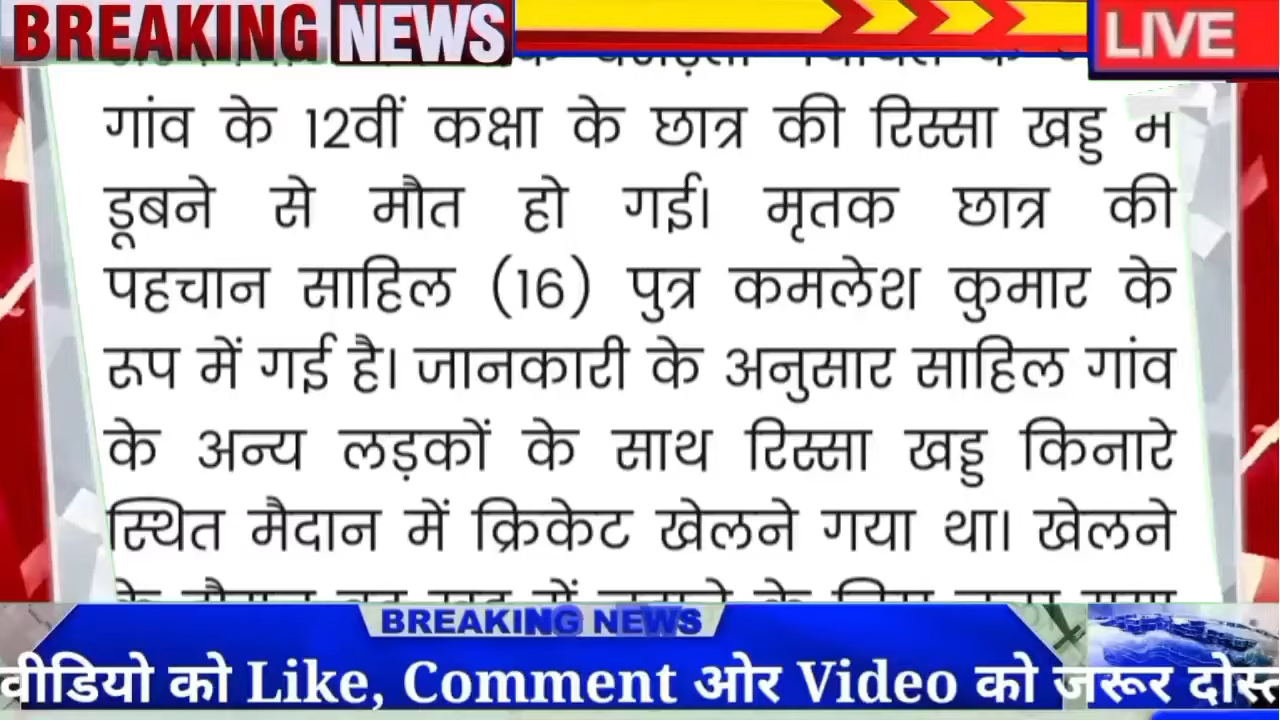 BREAKING NEWS
LIVE
गांव के 12वीं कक्षा के छात्र की रिस्सा खड्ड में
डूबने से मौत हो गई। मृतक छात्र की
पहचान साहिल (16) पुत्र कमलेश कुमार के
रूप में गई है। जानकारी के अनुसार साहिल गांव
के अन्य लड़कों के साथ रिस्सा खड्ड किनारे
स्थित मैदान में क्रिकेट खेलने गया था। खेलने
BREAKING NEWS
वीडियो को Like, Comment ओर Video को जरूर दोस्त